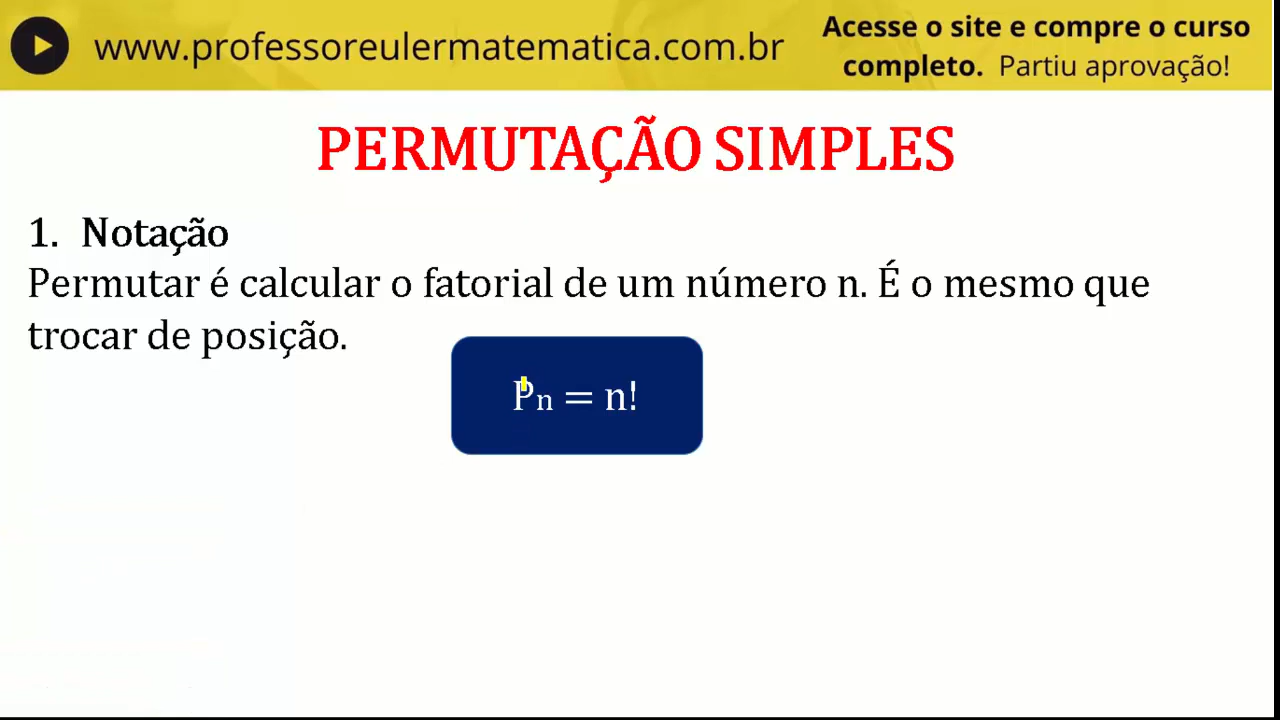 www.professoreulermatematica.com.br
Acesse o site e compre o curso
completo. Partiu aprovação!
PERMUTAÇÃO SIMPLES
1. Notação
Permutar é calcular o fatorial de um número n. É o mesmo que
trocar de posição.
Pn = n!